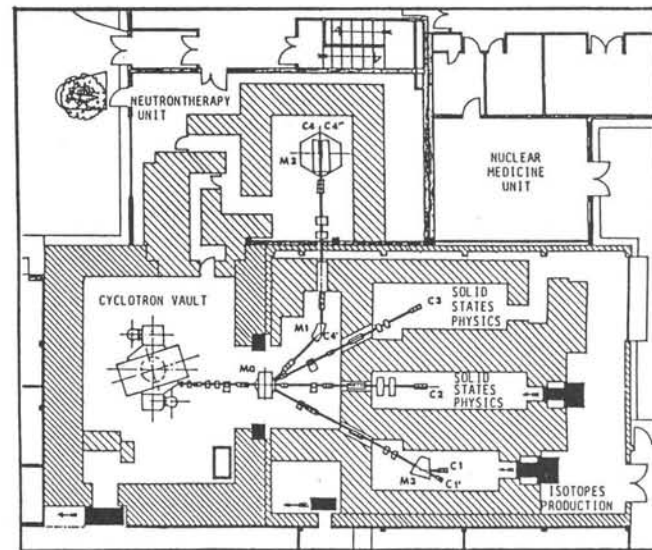 NEUTRONTHERAPY
UNIT
C4 C4"
M2
NUCLEAR
MEDICINE
UNIT
CYCLOTRON VAULT
M1
C4'
C3
SOLID
STATES
PHYSICS
M0
SOLID
STATES
PHYSICS
C2
M3
C1
C1'
ISOTOPES
PRODUCTION